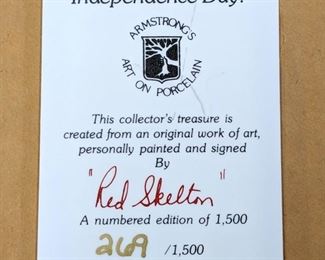 Independence Day!
ARMSTRONG'S
ART ON PORCELAIN
This collector's treasure is
created from an original work of art,
personally painted and signed
By
"Red Skelton"
A numbered edition of 1,500
269 /1,500